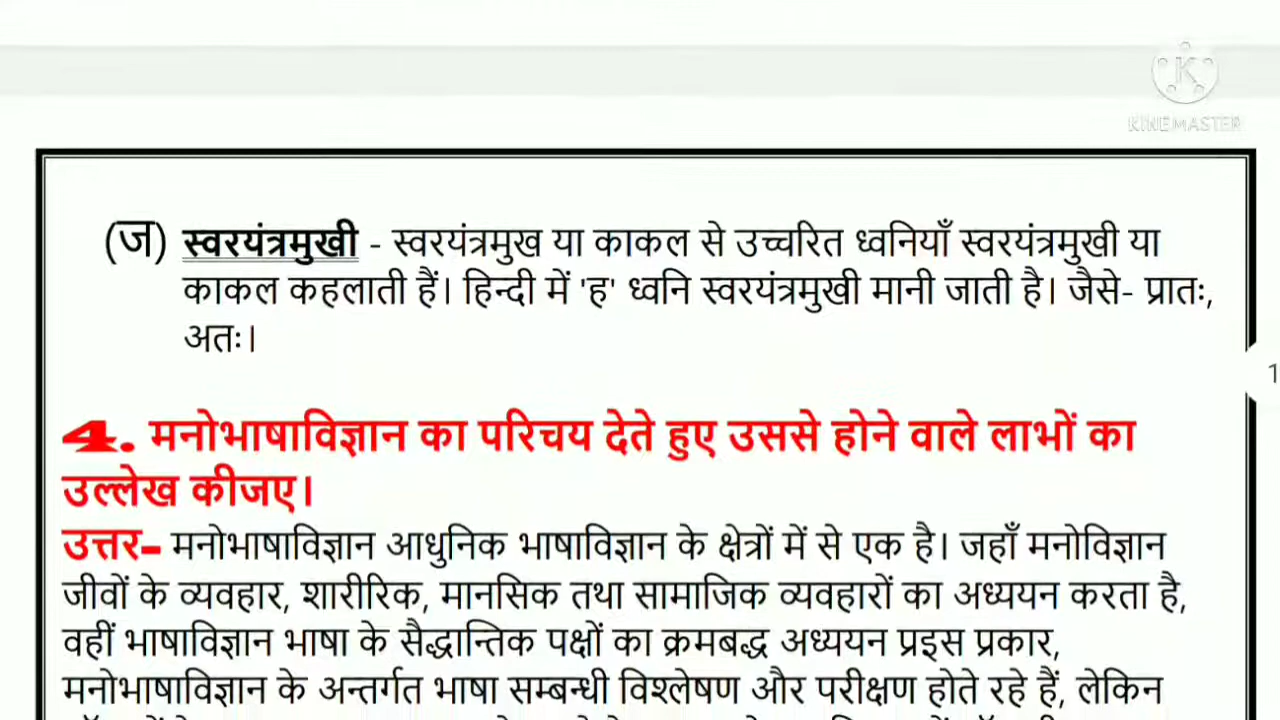 KINEMASTER
(ज) स्वरयंत्रमुखी - स्वरयंत्रमुख या काकल से उच्चरित ध्वनियाँ स्वरयंत्रमुखी या
काकल कहलाती हैं। हिन्दी में 'ह' ध्वनि स्वरयंत्रमुखी मानी जाती है। जैसे- प्रातः,
अतः।
1
4. मनोभाषाविज्ञान का परिचय देते हुए उससे होने वाले लाभों का
उल्लेख कीजए।
उत्तर- मनोभाषाविज्ञान आधुनिक भाषाविज्ञान के क्षेत्रों में से एक है। जहाँ मनोविज्ञान
जीवों के व्यवहार, शारीरिक, मानसिक तथा सामाजिक व्यवहारों का अध्ययन करता है,
वहीं भाषाविज्ञान भाषा के सैद्धान्तिक पक्षों का क्रमबद्ध अध्ययन प्रइस प्रकार,
मनोभाषाविज्ञान के अन्तर्गत भाषा सम्बन्धी विश्लेषण और परीक्षण होते रहे हैं, लेकिन